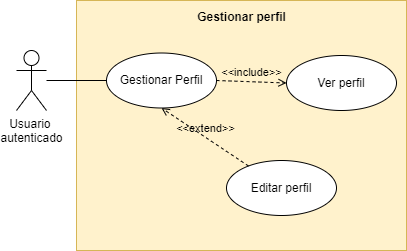 Gestionar perfil
Gestionar Perfil
<<include>>
Ver perfil
Usuario
autenticado
<<extend>>
Editar perfil